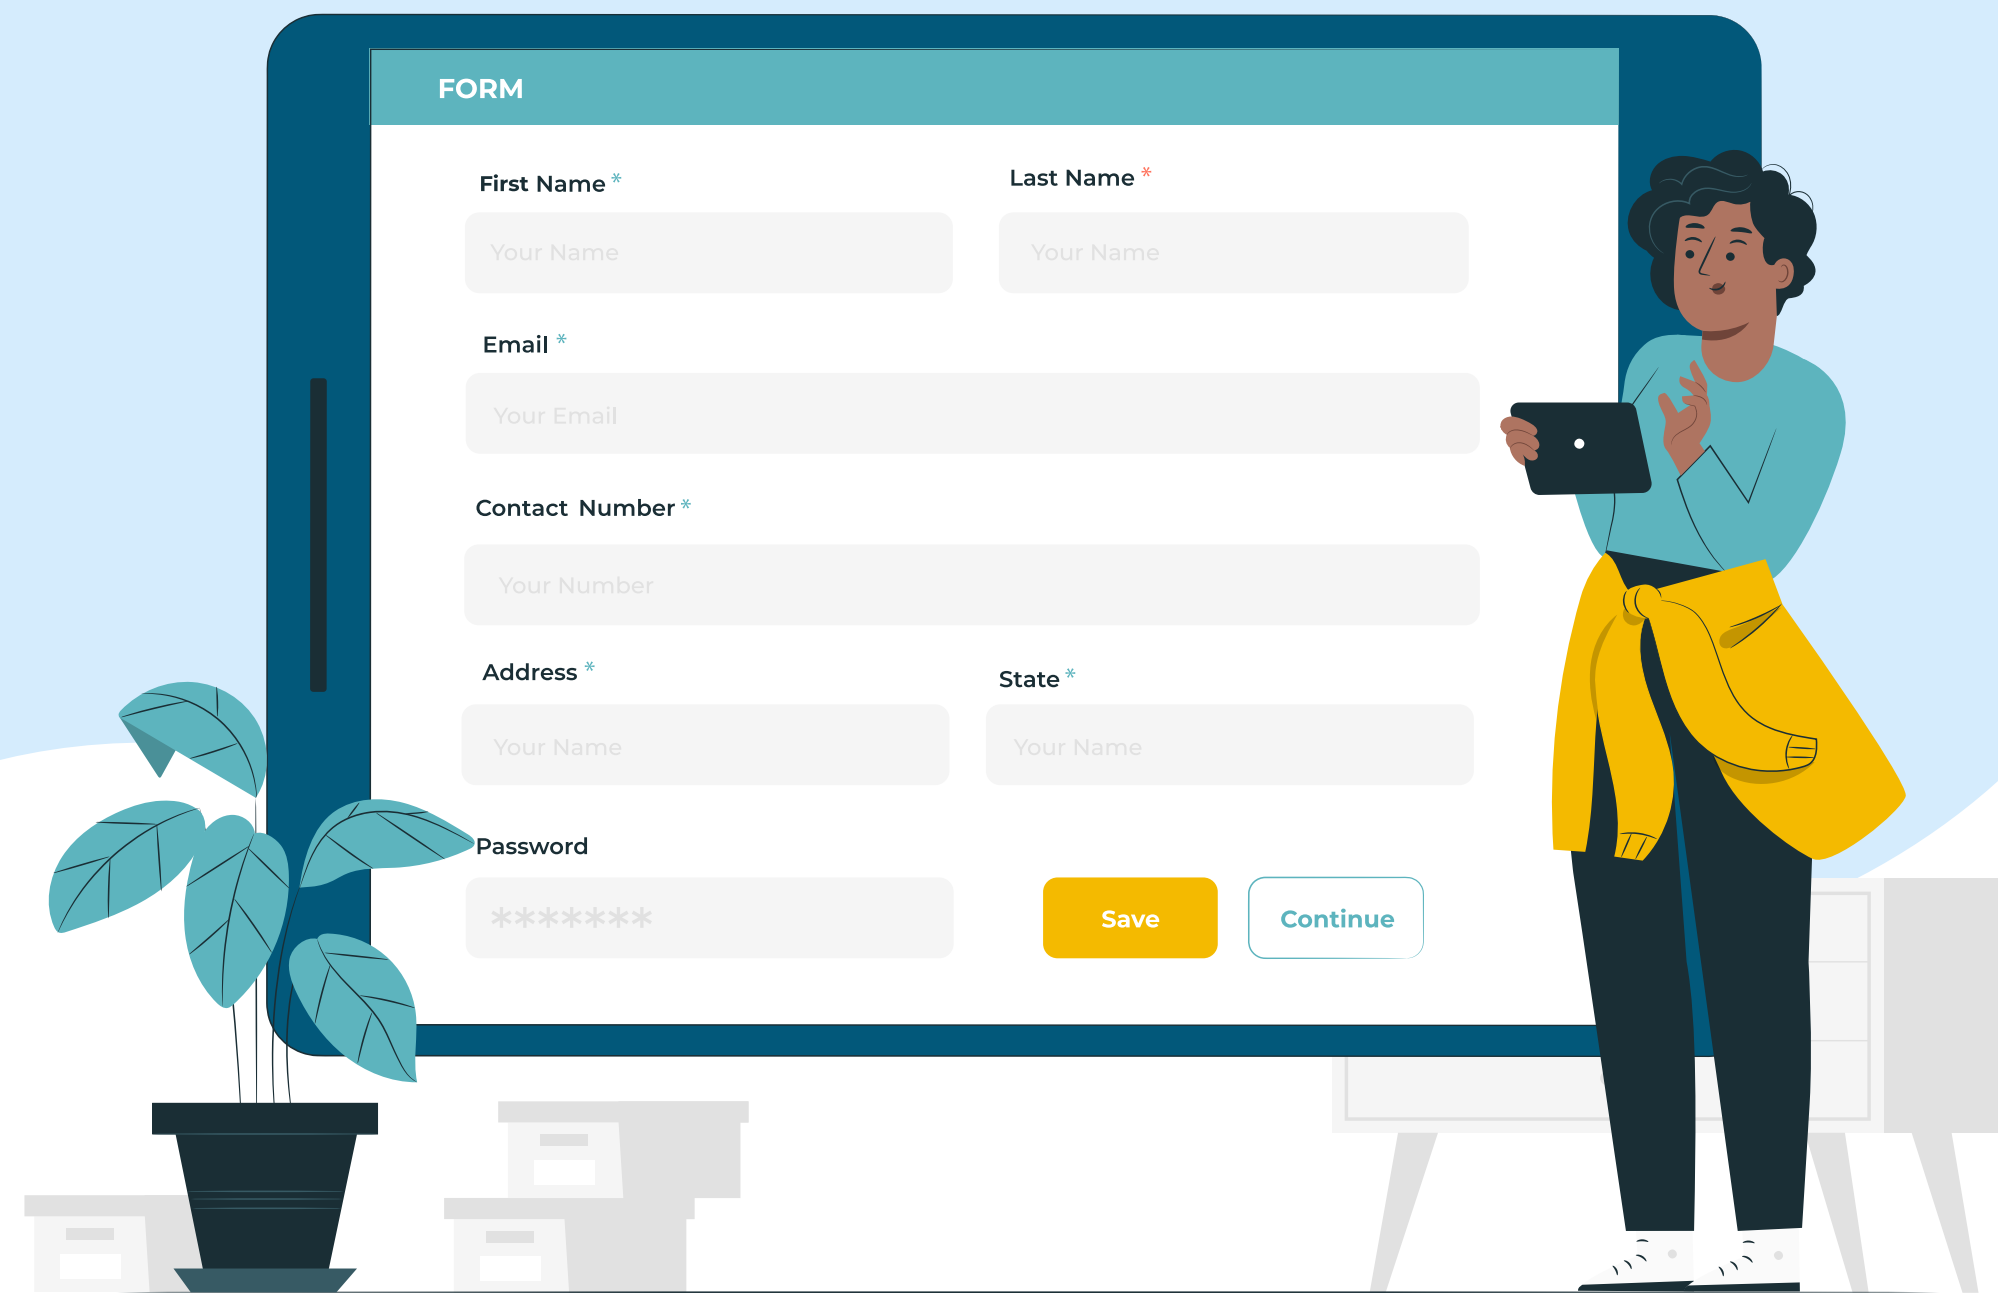 FORM
First Name *
Last Name *
Your Name
Your Name
Email *
Your Email
Contact Number *
Your Number
Address *
State *
Your Name
Your Name
Password
*******
Save
Continue